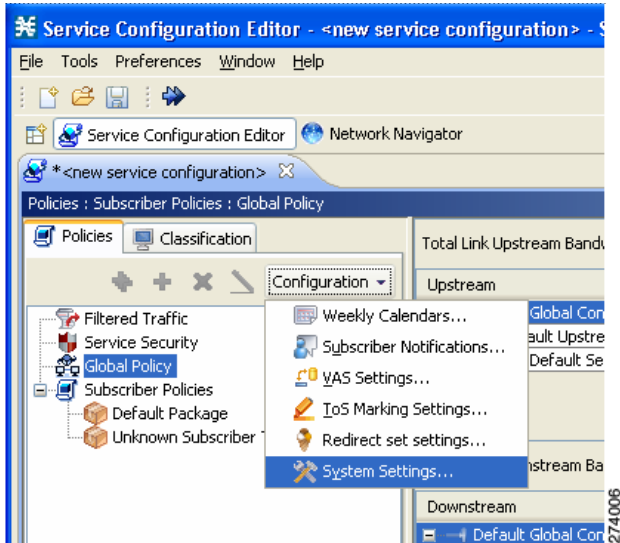 Service Configuration Editor - <new service configuration> - S
File Tools Preferences Window Help
Service Configuration Editor Network Navigator
*<new service configuration>
Policies : Subscriber Policies : Global Policy
Policies Classification
Configuration
Filtered Traffic
Service Security
Global Policy
Subscriber Policies
Default Package
Unknown Subscriber
Weekly Calendars...
Subscriber Notifications...
VAS Settings...
ToS Marking Settings...
Redirect set settings...
System Settings...
Total Link Upstream
Upstream
Global
Default Se
Downstream
Default Global
274006